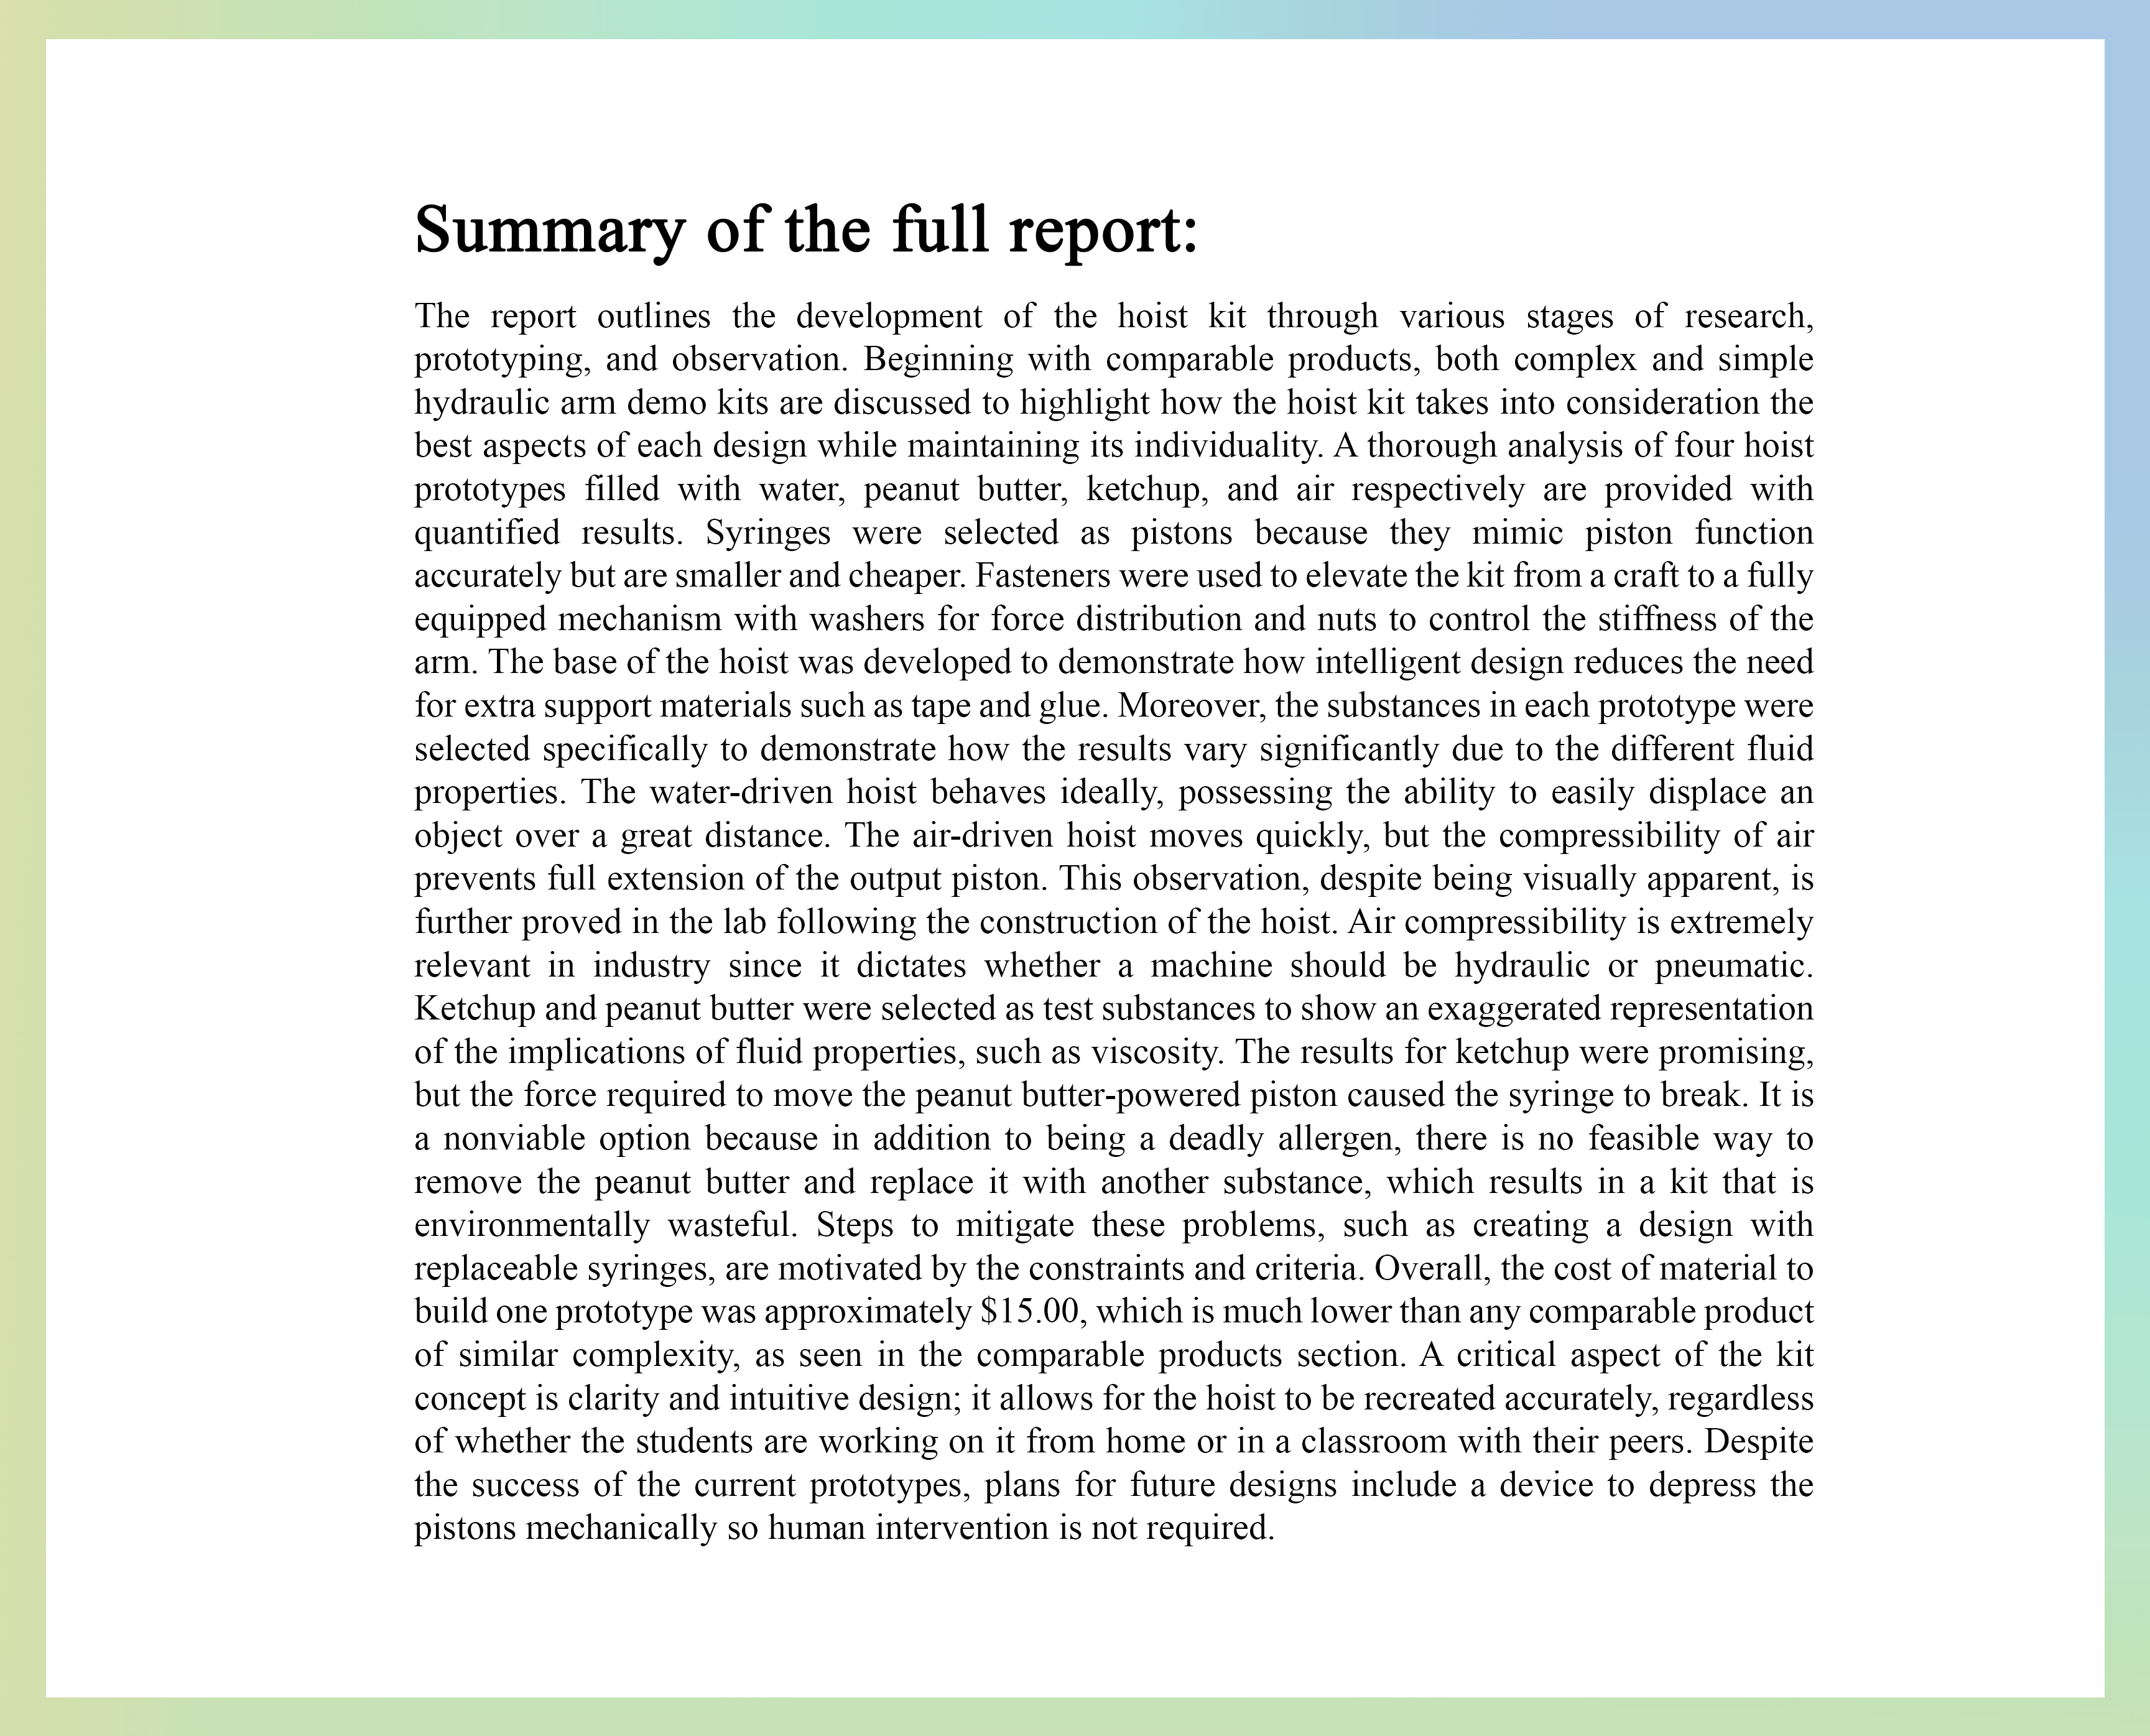 Summary of the full report:
The report outlines the development of the hoist kit through various stages of research,
prototyping, and observation. Beginning with comparable products, both complex and simple
hydraulic arm demo kits are discussed to highlight how the hoist kit takes into consideration the
best aspects of each design while maintaining its individuality. A thorough analysis of four hoist
prototypes filled with water, peanut butter, ketchup, and air respectively are provided with
quantified results. Syringes were selected as pistons because they mimic piston function
accurately but are smaller and cheaper. Fasteners were used to elevate the kit from a craft to a fully
equipped mechanism with washers for force distribution and nuts to control the stiffness of the
arm. The base of the hoist was developed to demonstrate how intelligent design reduces the need
for extra support materials such as tape and glue. Moreover, the substances in each prototype were
selected specifically to demonstrate how the results vary significantly due to the different fluid
properties. The water-driven hoist behaves ideally, possessing the ability to easily displace an
object over a great distance. The air-driven hoist moves quickly, but the compressibility of air
prevents full extension of the output piston. This observation, despite being visually apparent, is
further proved in the lab following the construction of the hoist. Air compressibility is extremely
relevant in industry since it dictates whether a machine should be hydraulic or pneumatic.
Ketchup and peanut butter were selected as test substances to show an exaggerated representation
of the implications of fluid properties, such as viscosity. The results for ketchup were promising,
but the force required to move the peanut butter-powered piston caused the syringe to break. It is
a nonviable option because in addition to being a deadly allergen, there is no feasible way to
remove the peanut butter and replace it with another substance, which results in a kit that is
environmentally wasteful. Steps to mitigate these problems, such as creating a design with
replaceable syringes, are motivated by the constraints and criteria. Overall, the cost of material to
build one prototype was approximately $15.00, which is much lower than any comparable product
of similar complexity, as seen in the comparable products section. A critical aspect of the kit
concept is clarity and intuitive design; it allows for the hoist to be recreated accurately, regardless
of whether the students are working on it from home or in a classroom with their peers. Despite
the success of the current prototypes, plans for future designs include a device to depress the
pistons mechanically so human intervention is not required.